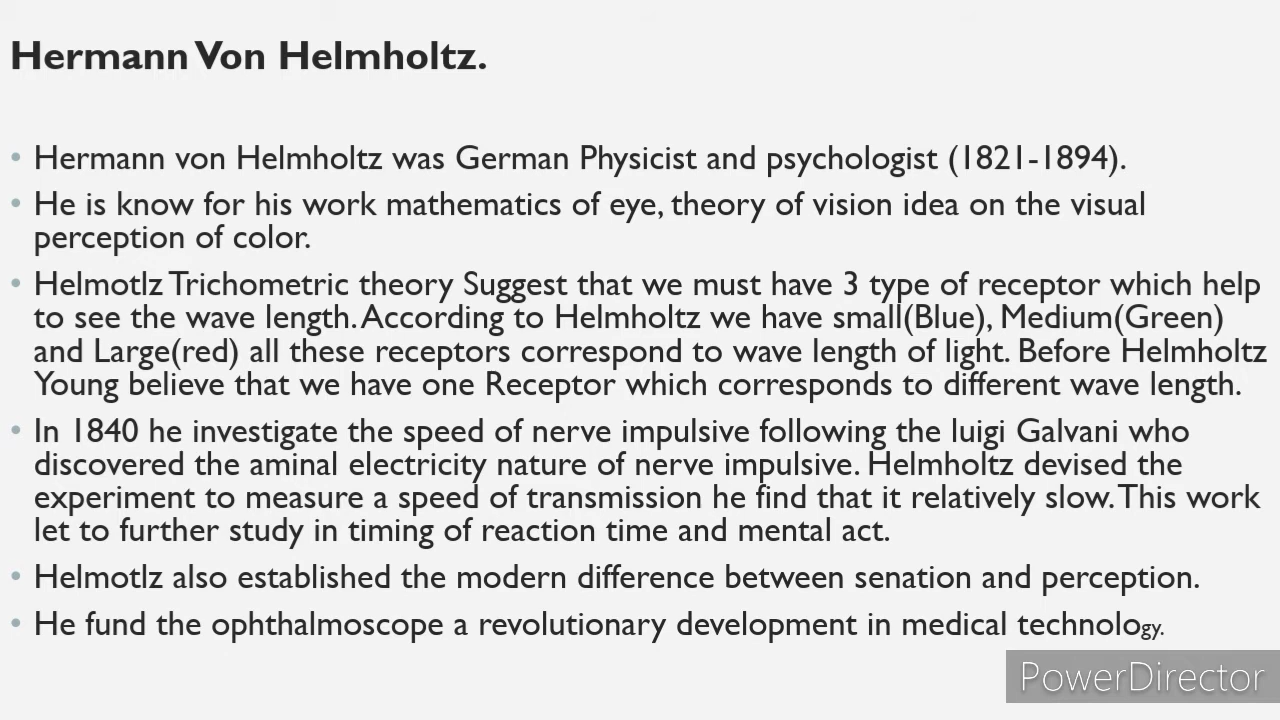 Hermann Von Helmholtz.
• Hermann von Helmholtz was German Physicist and psychologist (1821-1894).
• He is know for his work mathematics of eye, theory of vision idea on the visual
perception of color.
• Helmotlz Trichometric theory Suggest that we must have 3 type of receptor which help
to see the wave length. According to Helmholtz we have small(Blue), Medium(Green)
and Large(red) all these receptors correspond to wave length of light. Before Helmholtz
Young believe that we have one Receptor which corresponds to different wave length.
• In 1840 he investigate the speed of nerve impulsive following the luigi Galvani who
discovered the aminal electricity nature of nerve impulsive. Helmholtz devised the
experiment to measure a speed of transmission he find that it relatively slow. This work
let to further study in timing of reaction time and mental act.
• Helmotlz also established the modern difference between senation and perception.
• He fund the ophthalmoscope a revolutionary development in medical technology.
PowerDirector